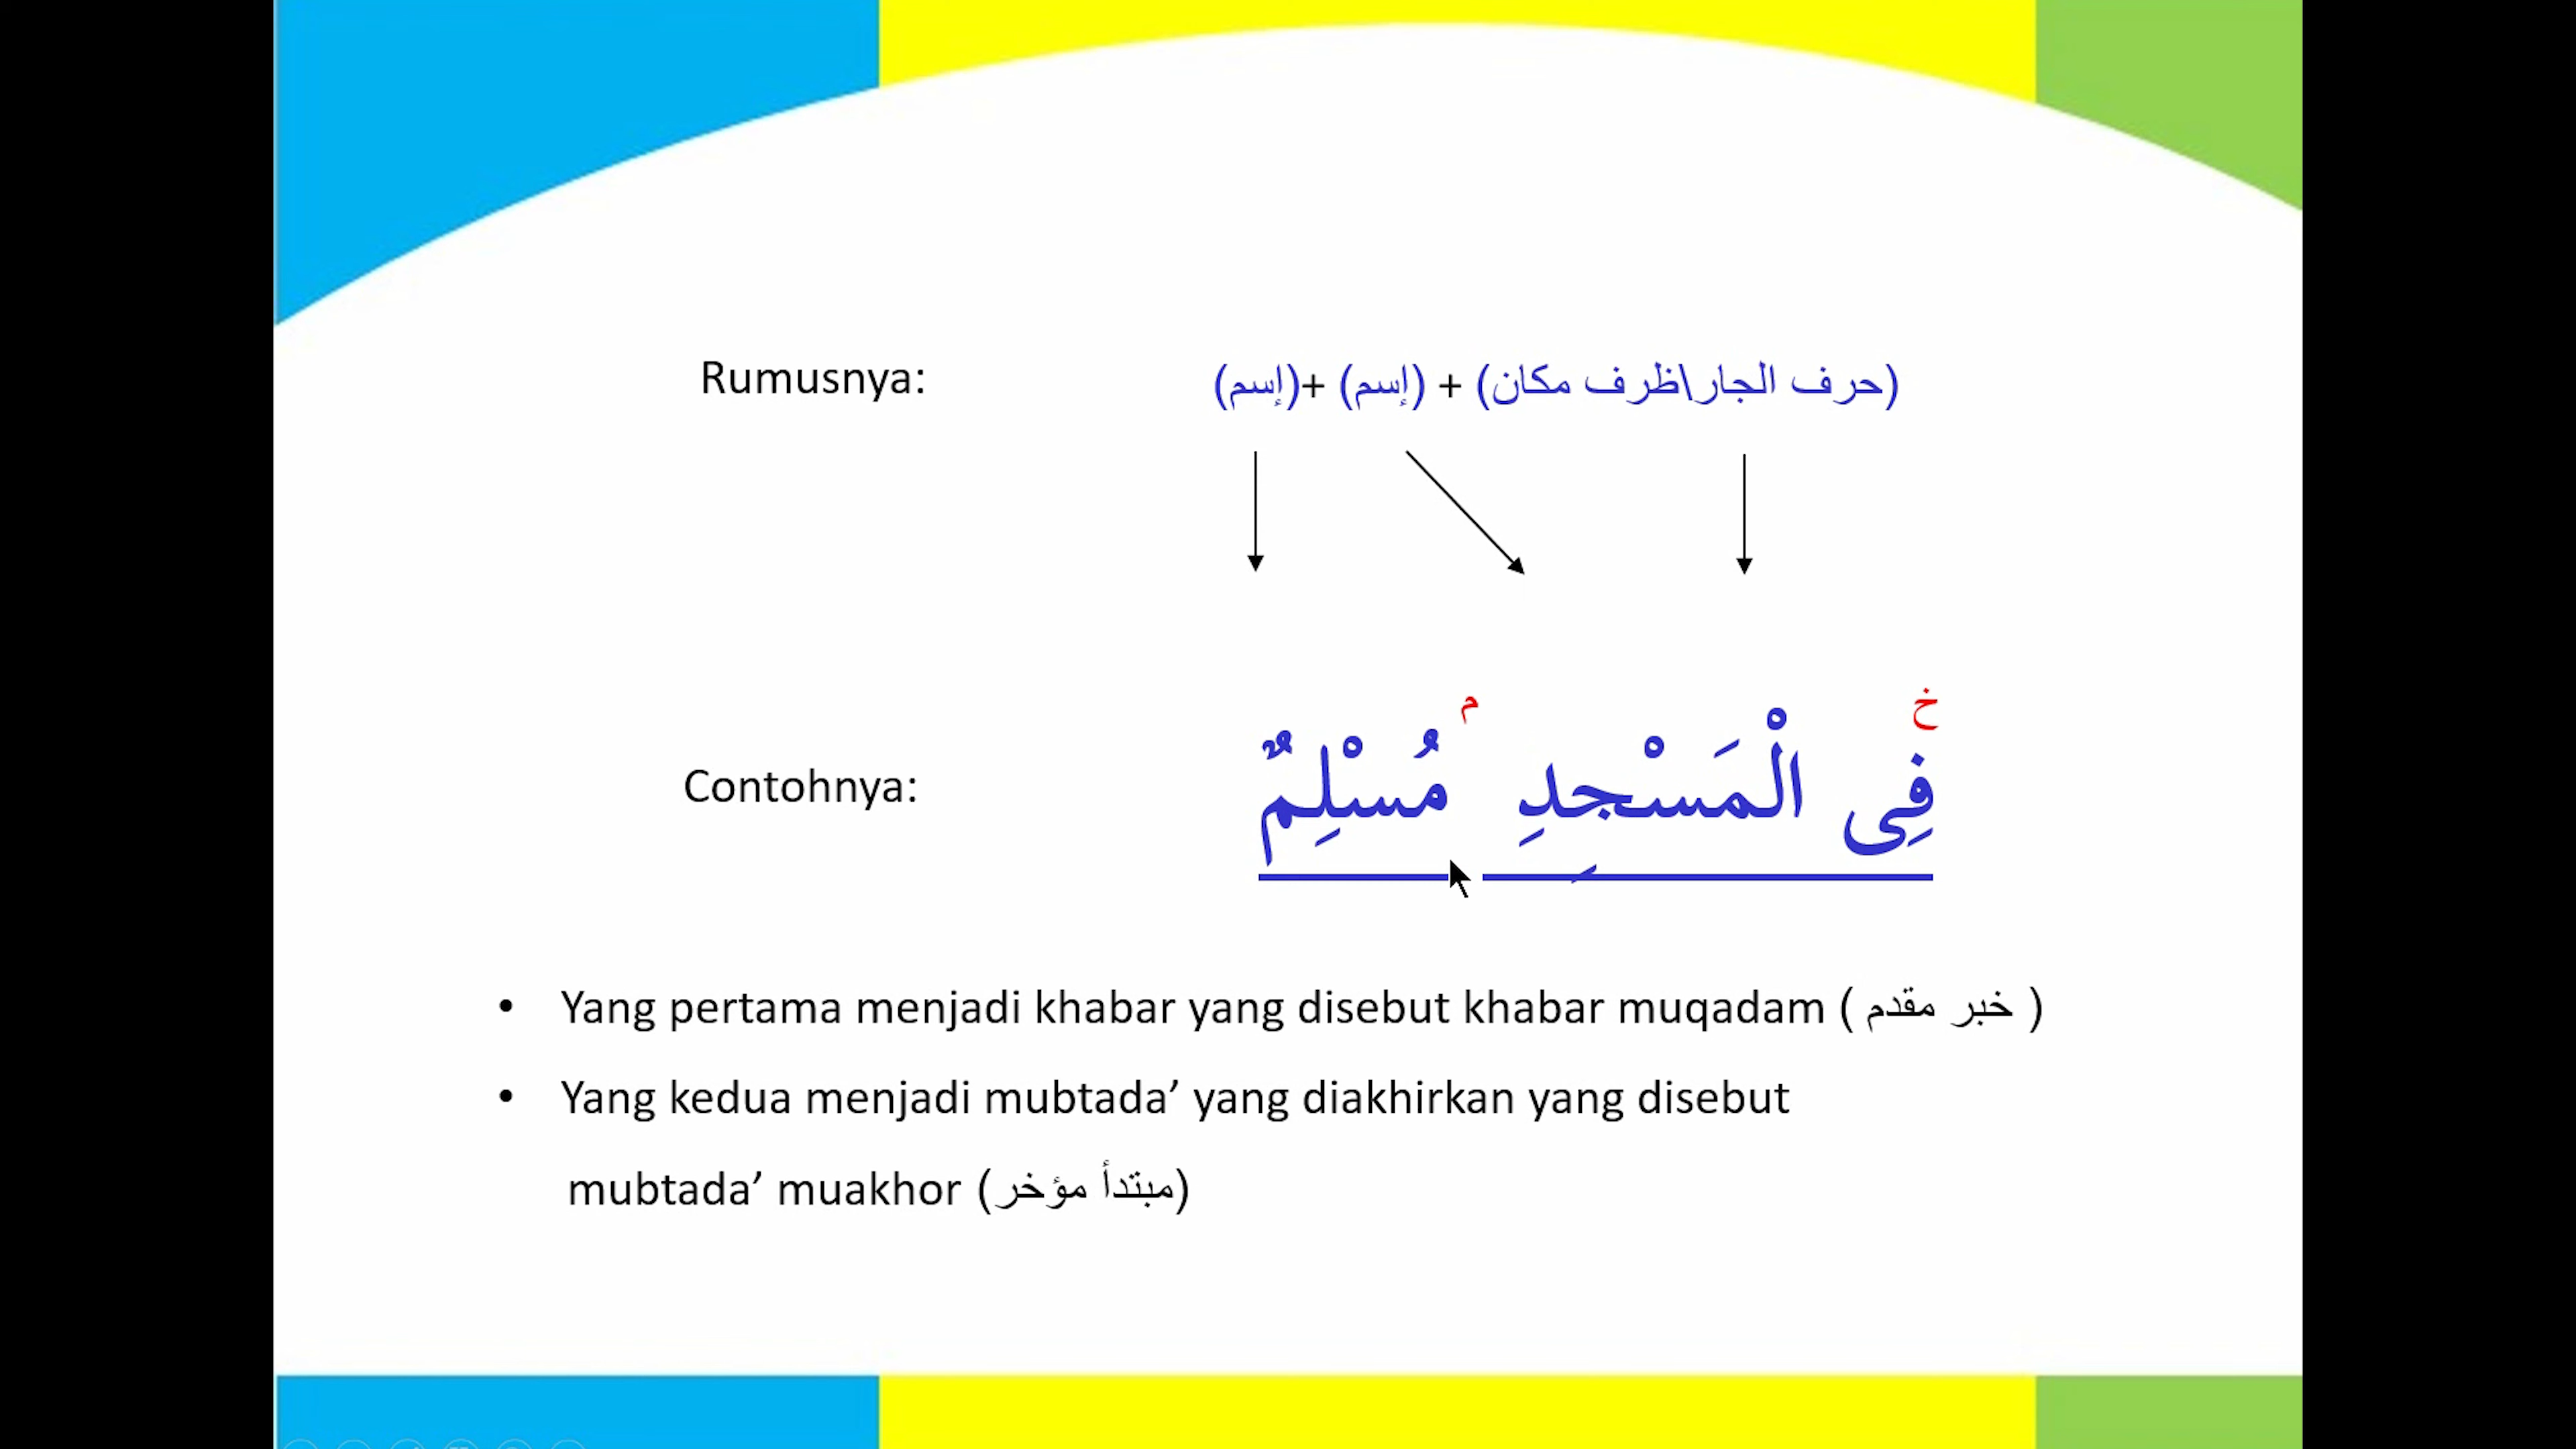 Rumusnya: (حرف الجار\ظرف مكان) + (إسم) +(إسم)
خ م
Contohnya: فِى الْمَسْجِدِ مُسْلِمٌ
• Yang pertama menjadi khabar yang disebut khabar muqadam ( خبر مقدم )
• Yang kedua menjadi mubtada’ yang diakhirkan yang disebut
mubtada’ muakhor (مبتدأ مؤخر)